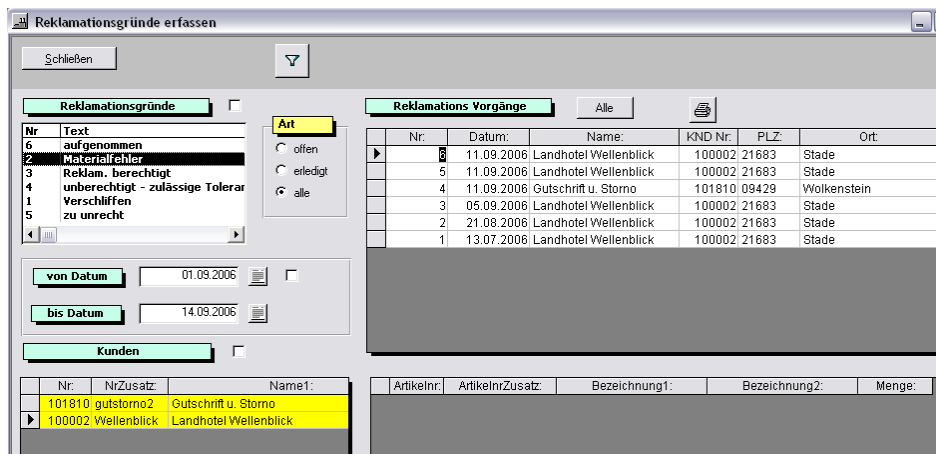 Reklamationsgründe erfassen
Schließen
Reklamationsgründe
Nr Text
6 aufgenommen
2 Materialfehler
3 Reklam. berechtigt
4 unberechtigt - zulässige Toleran
1 Verschliffen
5 zu unrecht
Art
offen
erledigt
alle
von Datum 01.09.2006
bis Datum 14.09.2006
Kunden
Nr: NrZusatz: Name1:
101810 gutstorno2 Gutschrift u. Storno
100002 Wellenblick Landhotel Wellenblick
Reklamations Vorgänge Alle
Nr: Datum: Name: KND Nr: PLZ: Ort:
6 11.09.2006 Landhotel Wellenblick 100002 21683 Stade
5 11.09.2006 Landhotel Wellenblick 100002 21683 Stade
4 11.09.2006 Gutschrift u. Storno 101810 09429 Wolkenstein
3 05.09.2006 Landhotel Wellenblick 100002 21683 Stade
2 21.08.2006 Landhotel Wellenblick 100002 21683 Stade
1 13.07.2006 Landhotel Wellenblick 100002 21683 Stade
Artikelnr: ArtikelnrZusatz: Bezeichnung1: Bezeichnung2: Menge: